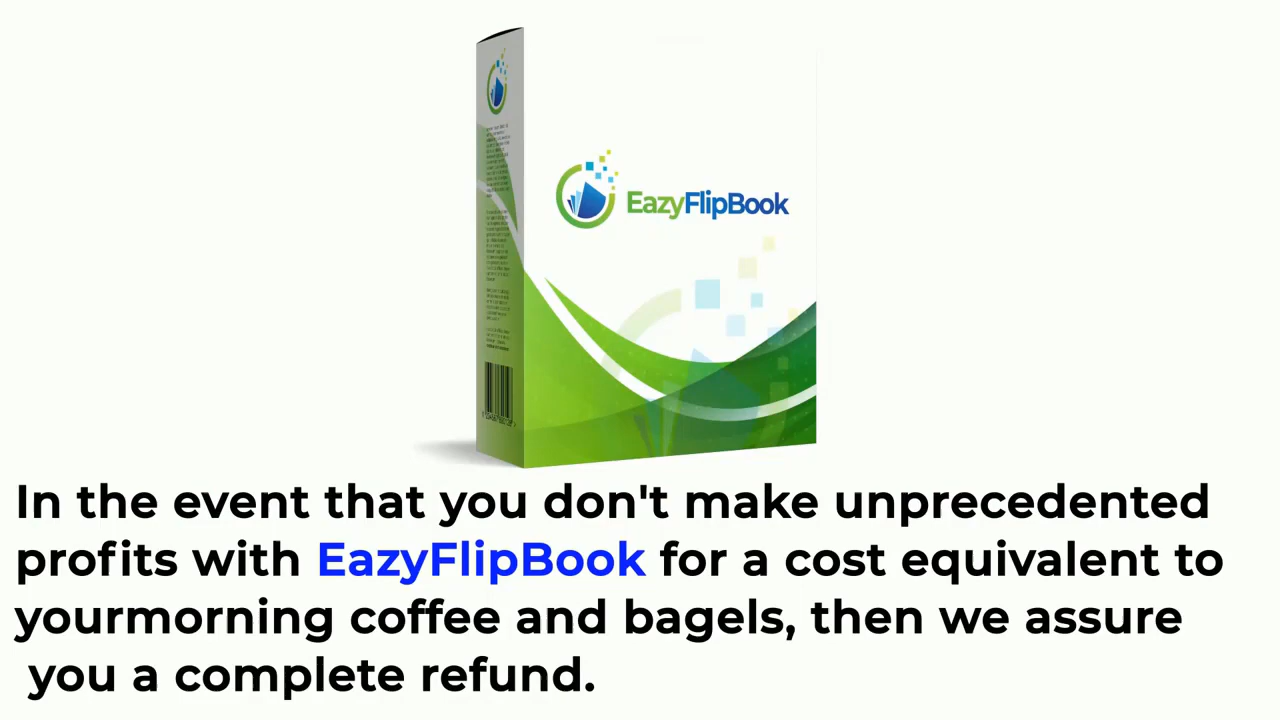 EazyFlipBook
In the event that you don't make unprecedented
profits with EazyFlipBook for a cost equivalent to
yourmorning coffee and bagels, then we assure
you a complete refund.